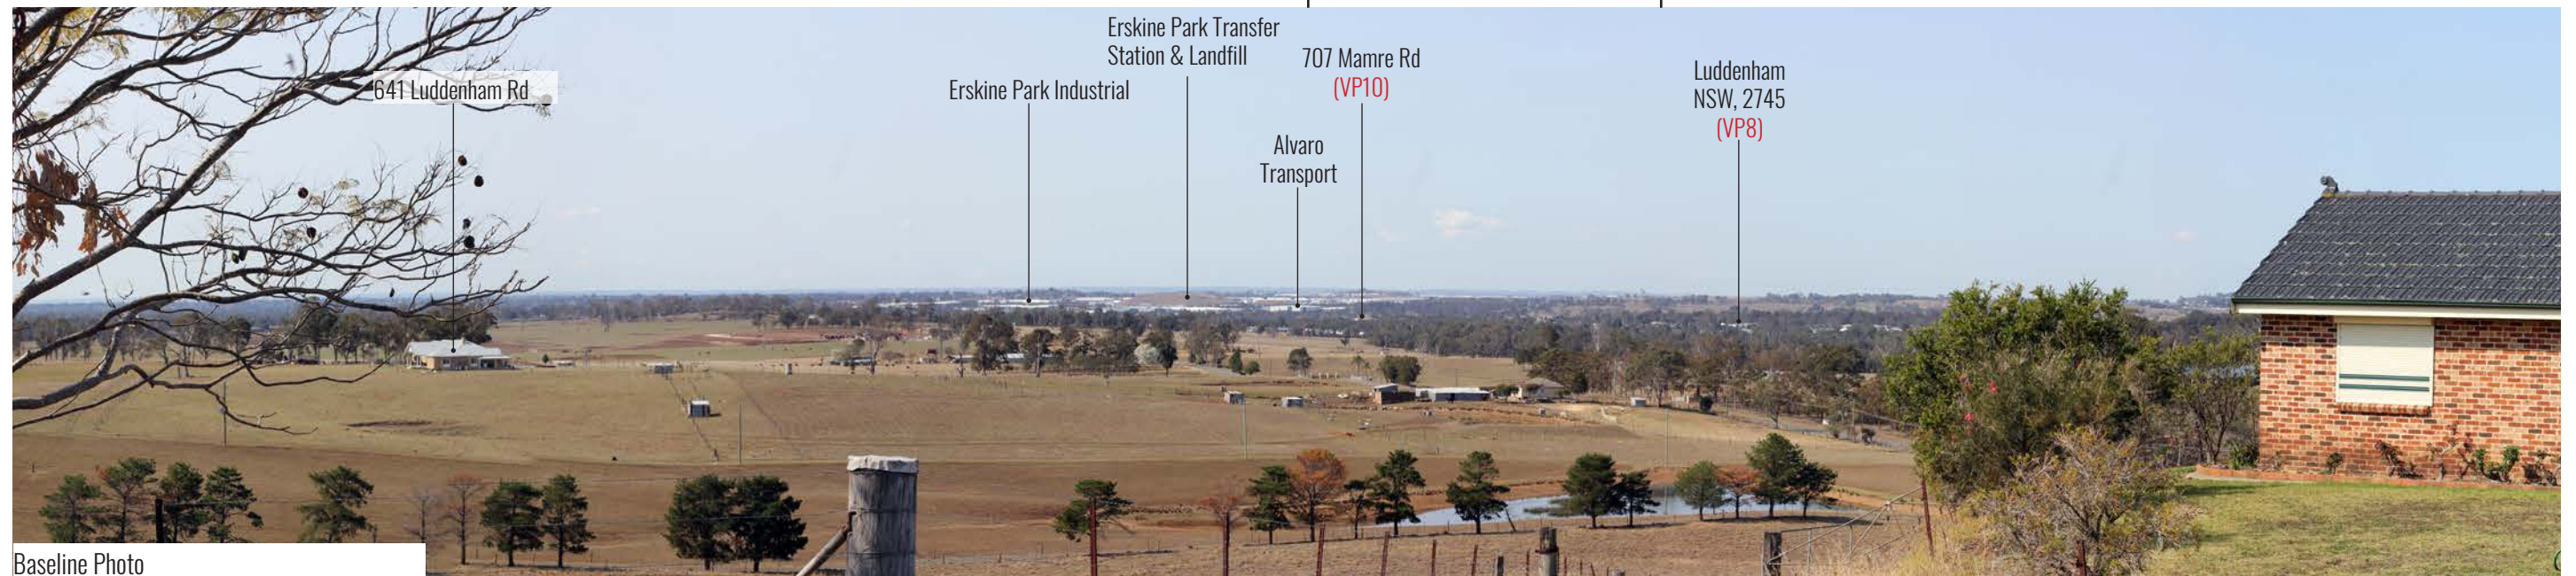 641 Luddenham Rd
Erskine Park Industrial
Erskine Park Transfer
Station & Landfill
Alvaro
Transport
707 Mamre Rd
(VP10)
Luddenham
NSW, 2745
(VP8)
Baseline Photo